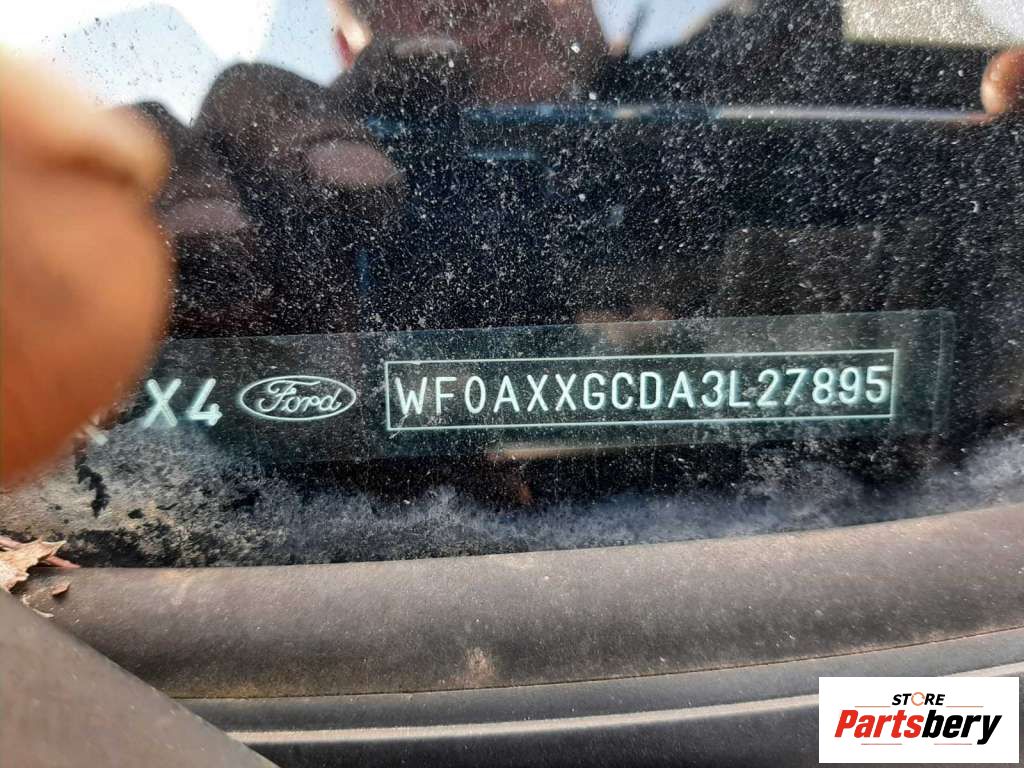 X4 Ford WF0AXXGCDA3L27895
STORE
Partsbery